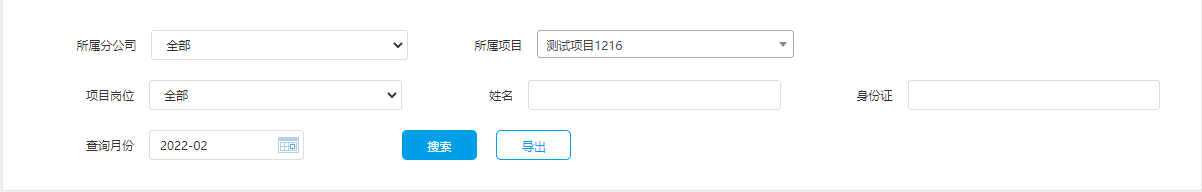 所属分公司 全部 所属项目 测试项目1216
项目岗位 全部 姓名 身份证
查询月份 2022-02 搜索 导出